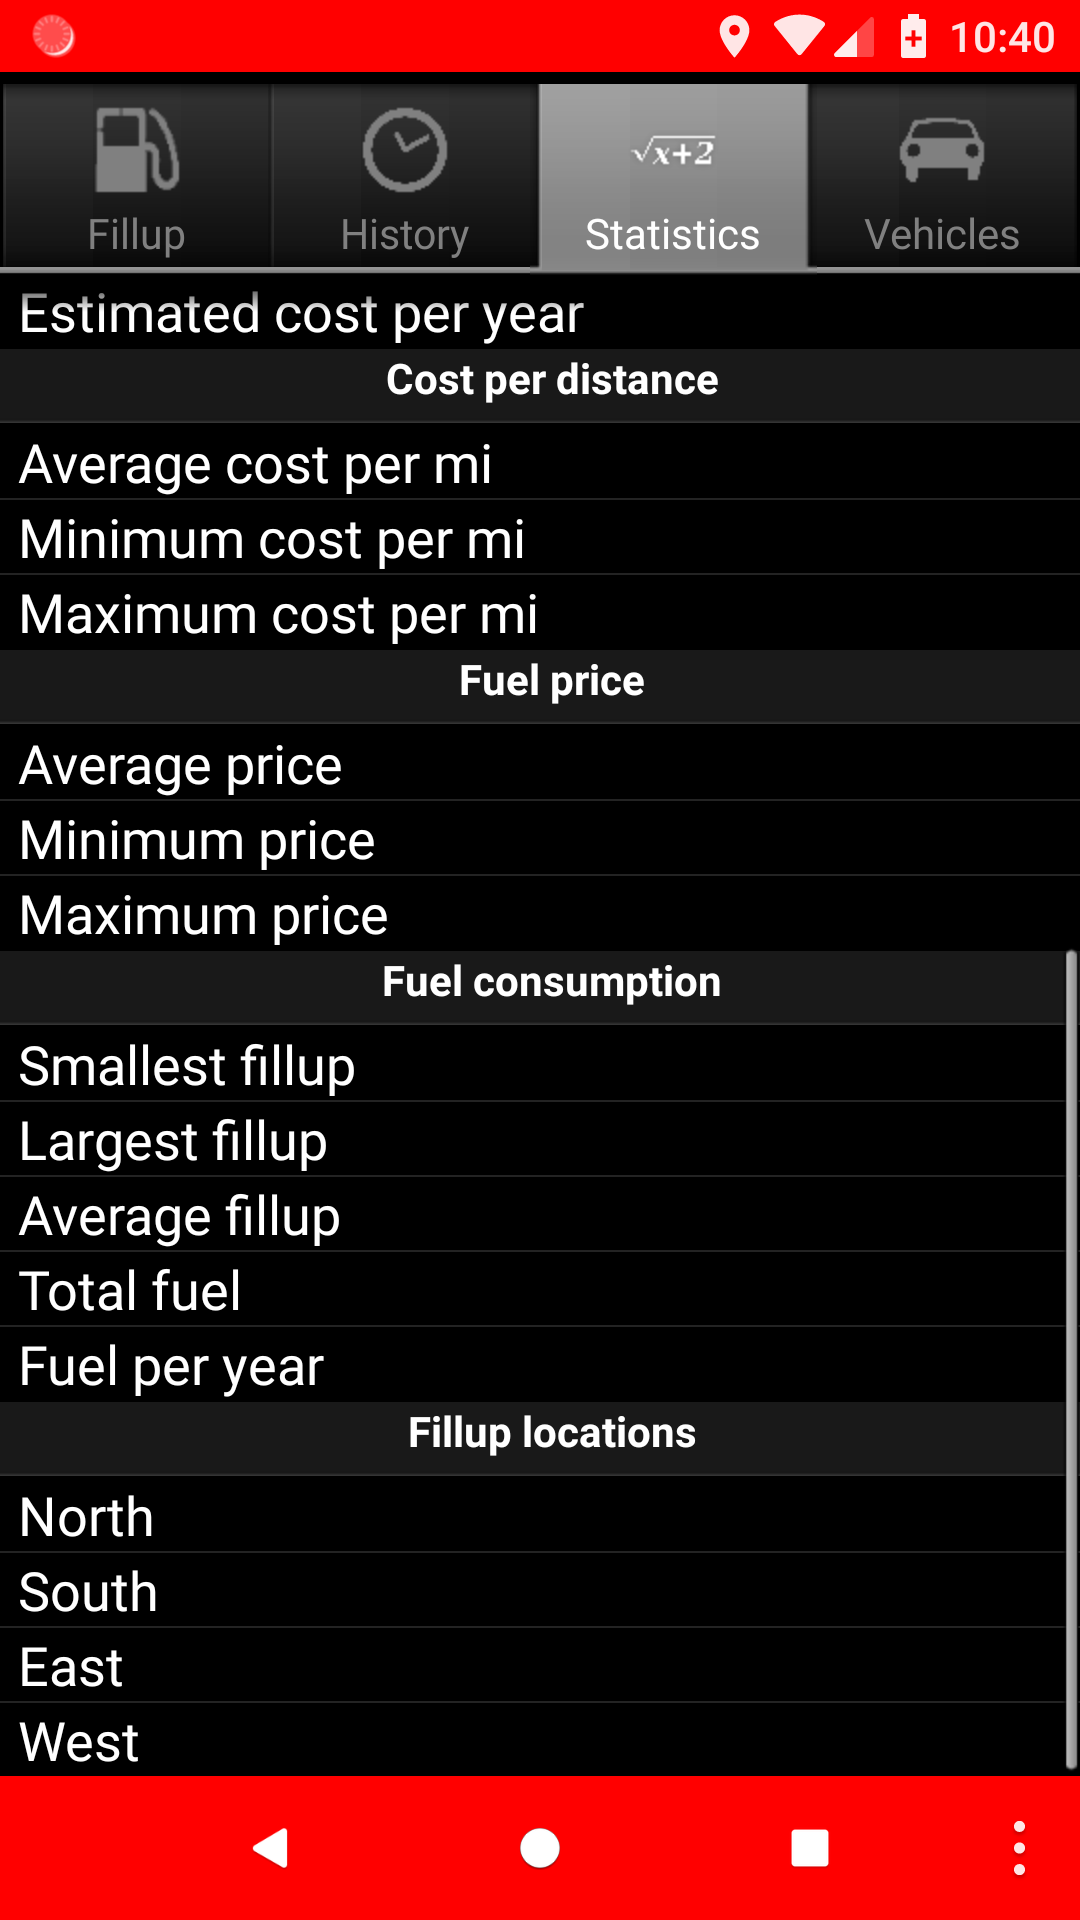 10:40
Fillup
History
√x+2
Statistics
Vehicles
Estimated cost per year
Cost per distance
Average cost per mi
Minimum cost per mi
Maximum cost per mi
Fuel price
Average price
Minimum price
Maximum price
Fuel consumption
Smallest fillup
Largest fillup
Average fillup
Total fuel
Fuel per year
Fillup locations
North
South
East
West